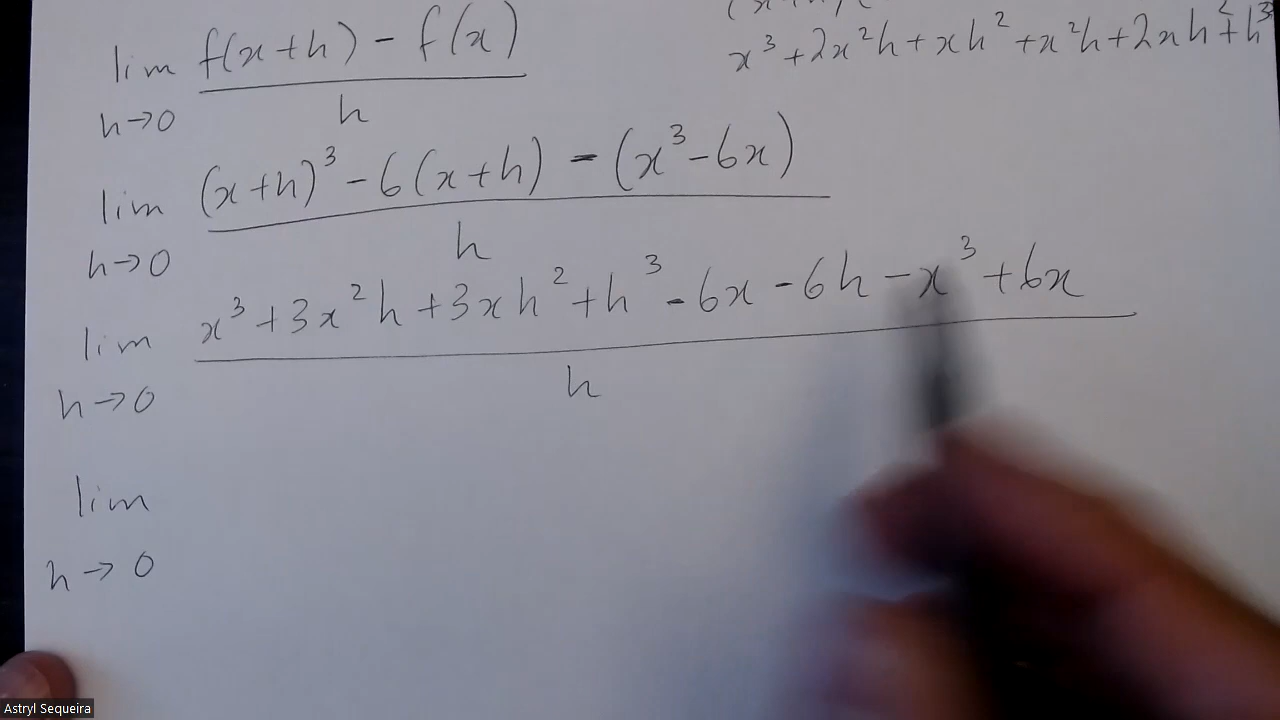 lim f(x+h) - f(x)
h→0 h
x³+2x²h+xh²+x²h+2xh²+h³
lim (x+h)³ - 6(x+h) - (x³-6x)
h→0 h
lim x³+3x²h+3xh²+h³-6x-6h-x³+6x
h→0 h
lim
h→0
Astryl Sequeira